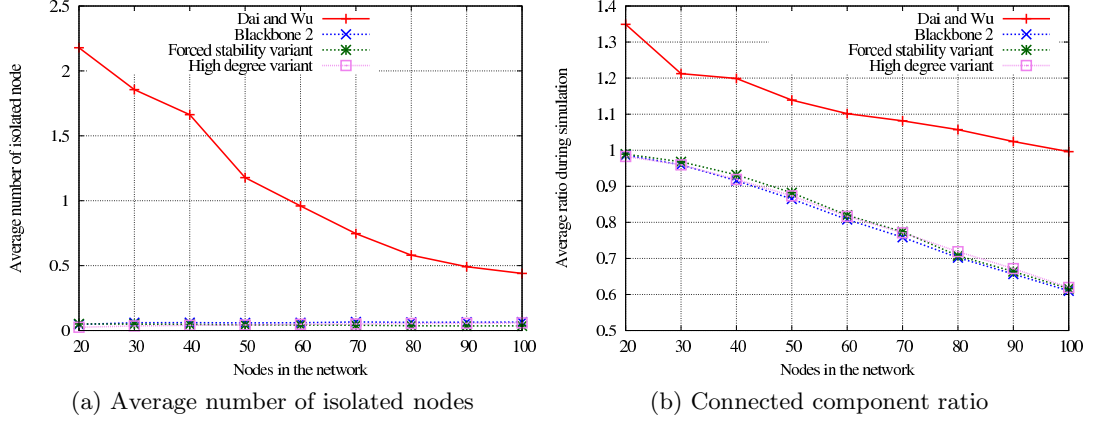 Average number of isolated node
2.5
2
1.5
1
0.5
0
Dai and Wu
Blackbone 2
Forced stability variant
High degree variant
20 30 40 50 60 70 80 90 100
Nodes in the network
(a) Average number of isolated nodes
Average ratio during simulation
1.4
1.3
1.2
1.1
1
0.9
0.8
0.7
0.6
0.5
Dai and Wu
Blackbone 2
Forced stability variant
High degree variant
20 30 40 50 60 70 80 90 100
Nodes in the network
(b) Connected component ratio